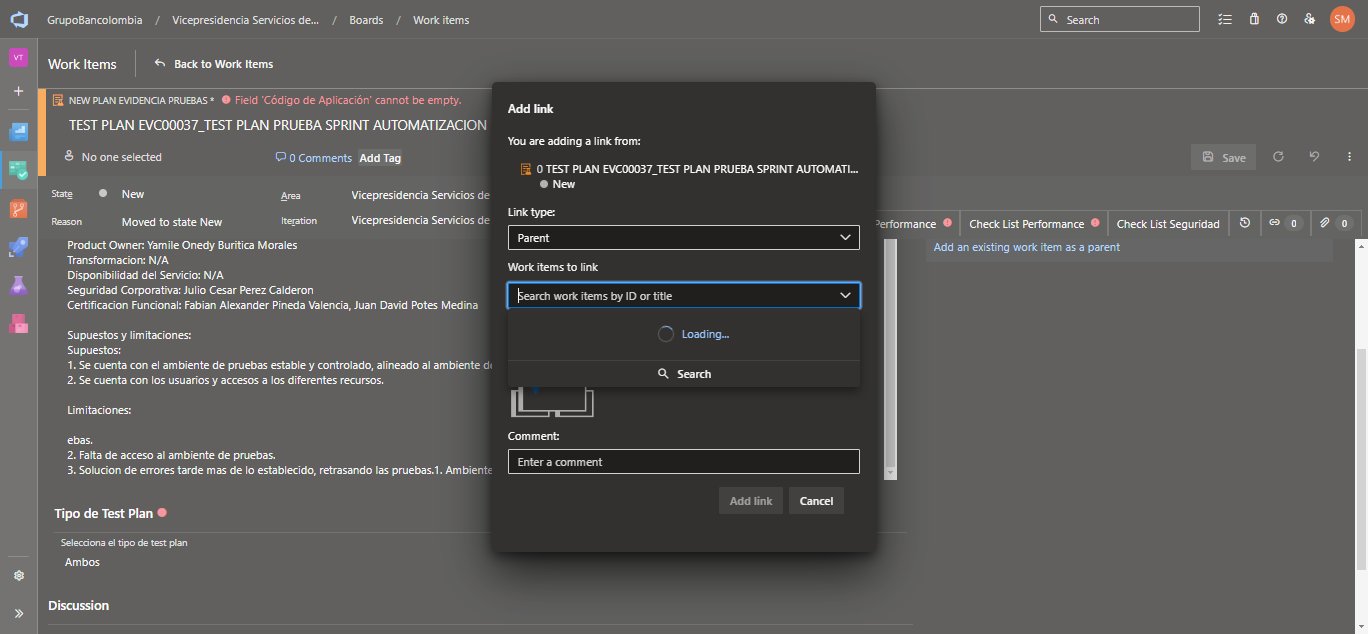 GrupoBancolombia / Vicepresidencia Servicios de... / Boards / Work items
Search
SM
VT
Work Items
Back to Work Items
NEW PLAN EVIDENCIA PRUEBAS * Field 'Código de Aplicación' cannot be empty.
TEST PLAN EVC00037_TEST PLAN PRUEBA SPRINT AUTOMATIZACION
No one selected
0 Comments
Add Tag
Save
State
New
Area
Vicepresidencia Servicios de
Reason
Moved to state New
Iteration
Vicepresidencia Servicios de
Performance
Check List Performance
Check List Seguridad
0
0
Product Owner: Yamile Onedy Buritica Morales
Transformacion: N/A
Disponibilidad del Servicio: N/A
Seguridad Corporativa: Julio Cesar Perez Calderon
Certificacion Funcional: Fabian Alexander Pineda Valencia, Juan David Potes Medina
Supuestos y limitaciones:
Supuestos:
1. Se cuenta con el ambiente de pruebas estable y controlado, alineado al ambiente de
2. Se cuenta con los usuarios y accesos a los diferentes recursos.
Limitaciones:
ebas.
2. Falta de acceso al ambiente de pruebas.
3. Solucion de errores tarde mas de lo establecido, retrasando las pruebas.1. Ambiente
Tipo de Test Plan
Selecciona el tipo de test plan
Ambos
Discussion
Add an existing work item as a parent
Add link
You are adding a link from:
0 TEST PLAN EVC00037_TEST PLAN PRUEBA SPRINT AUTOMATI...
New
Link type:
Parent
Work items to link
Search work items by ID or title
Loading...
Search
Comment:
Enter a comment
Add link
Cancel